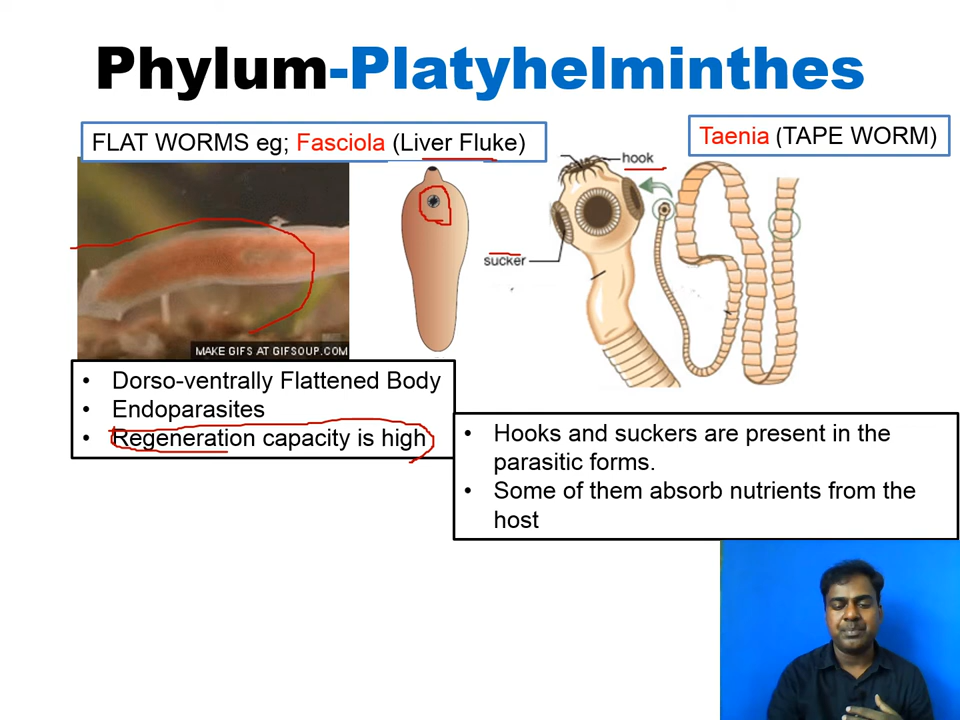 Phylum-Platyhelminthes
FLAT WORMS eg; Fasciola (Liver Fluke)
Taenia (TAPE WORM)
hook
sucker
MAKE GIFS AT GIFSOUP.COM
• Dorso-ventrally Flattened Body
• Endoparasites
• Regeneration capacity is high
• Hooks and suckers are present in the
parasitic forms.
• Some of them absorb nutrients from the
host